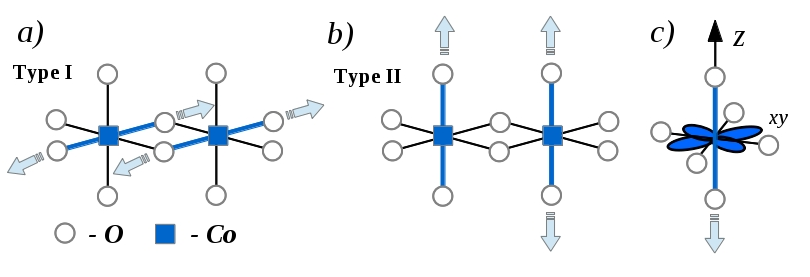 a)
Type I
b)
Type II
c)
z
xy
- O
- Co